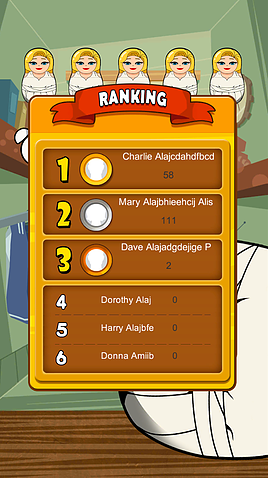 RANKING
1 Charlie Alajcdahdfbcd
58
2 Mary Alajbhieehcij Alis
111
3 Dave Alajadgdejige P
2
4 Dorothy Alaj 0
5 Harry Alajbfe 0
6 Donna Amiib 0